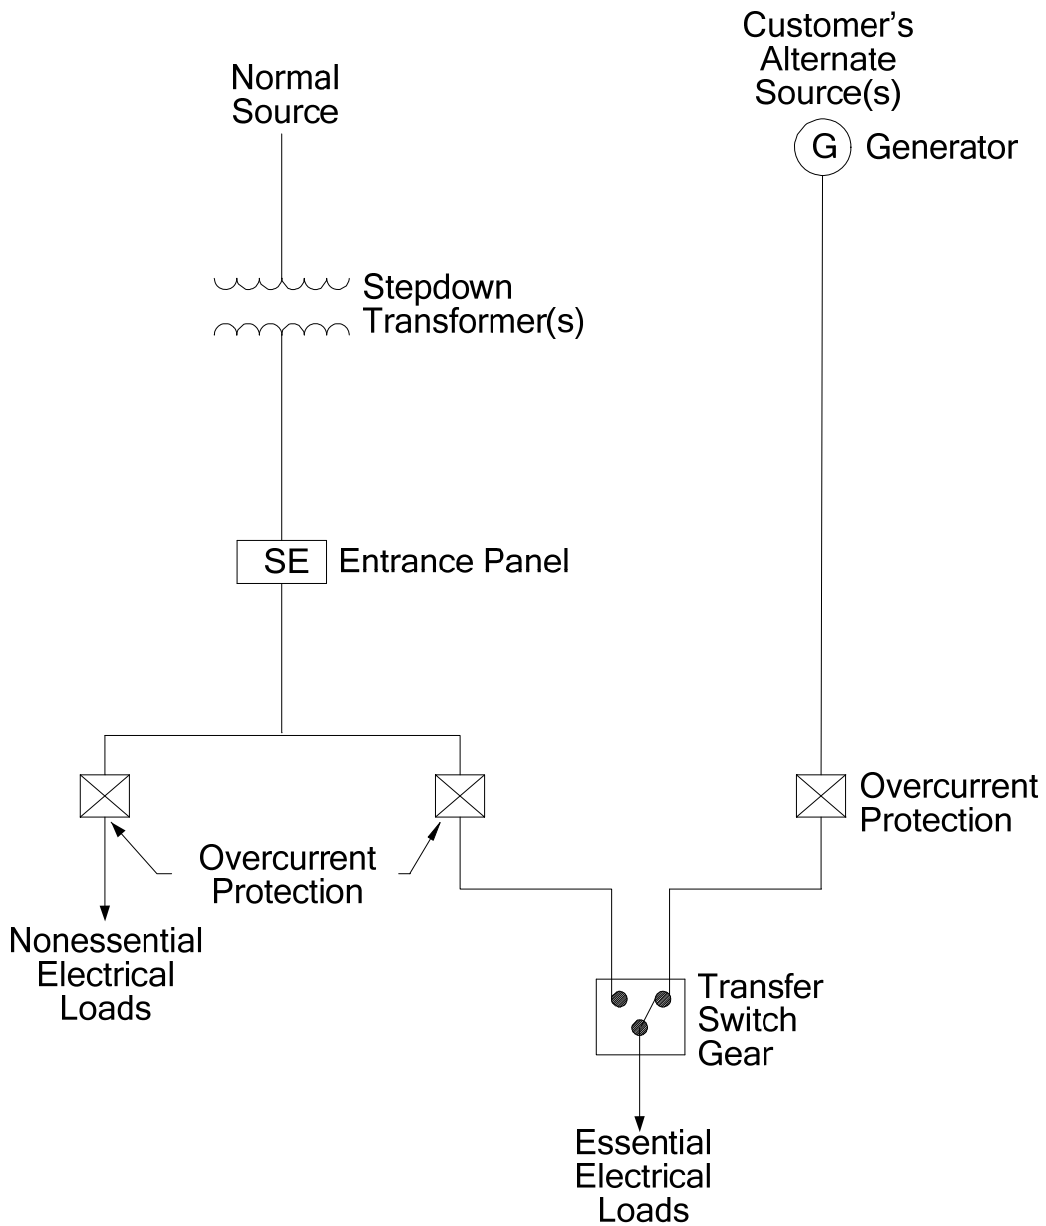 Customer's
Alternate
Source(s)
Normal
Source
G
Generator
Stepdown
Transformer(s)
SE
Entrance Panel
Overcurrent
Protection
Overcurrent
Protection
Nonessential
Electrical
Loads
Transfer
Switch
Gear
Essential
Electrical
Loads